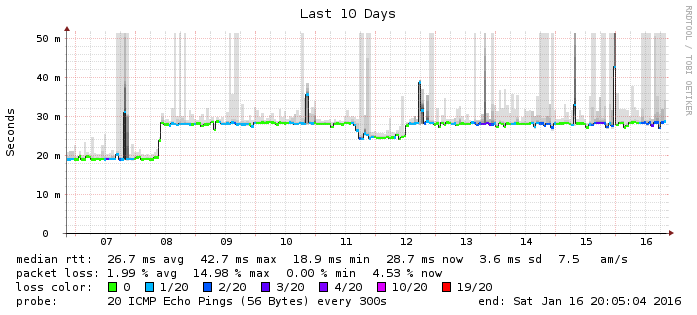 Last 10 Days
RRDTOOL / TOBI OETIKER
Seconds
50 m
40 m
30 m
20 m
10 m
0
07 08 09 10 11 12 13 14 15 16
median rtt: 26.7 ms avg 42.7 ms max 18.9 ms min 28.7 ms now 3.6 ms sd 7.5 am/s
packet loss: 1.99 % avg 14.98 % max 0.00 % min 4.53 % now
loss color: 0 1/20 2/20 3/20 4/20 10/20 19/20
probe: 20 ICMP Echo Pings (56 Bytes) every 300s end: Sat Jan 16 20:05:04 2016